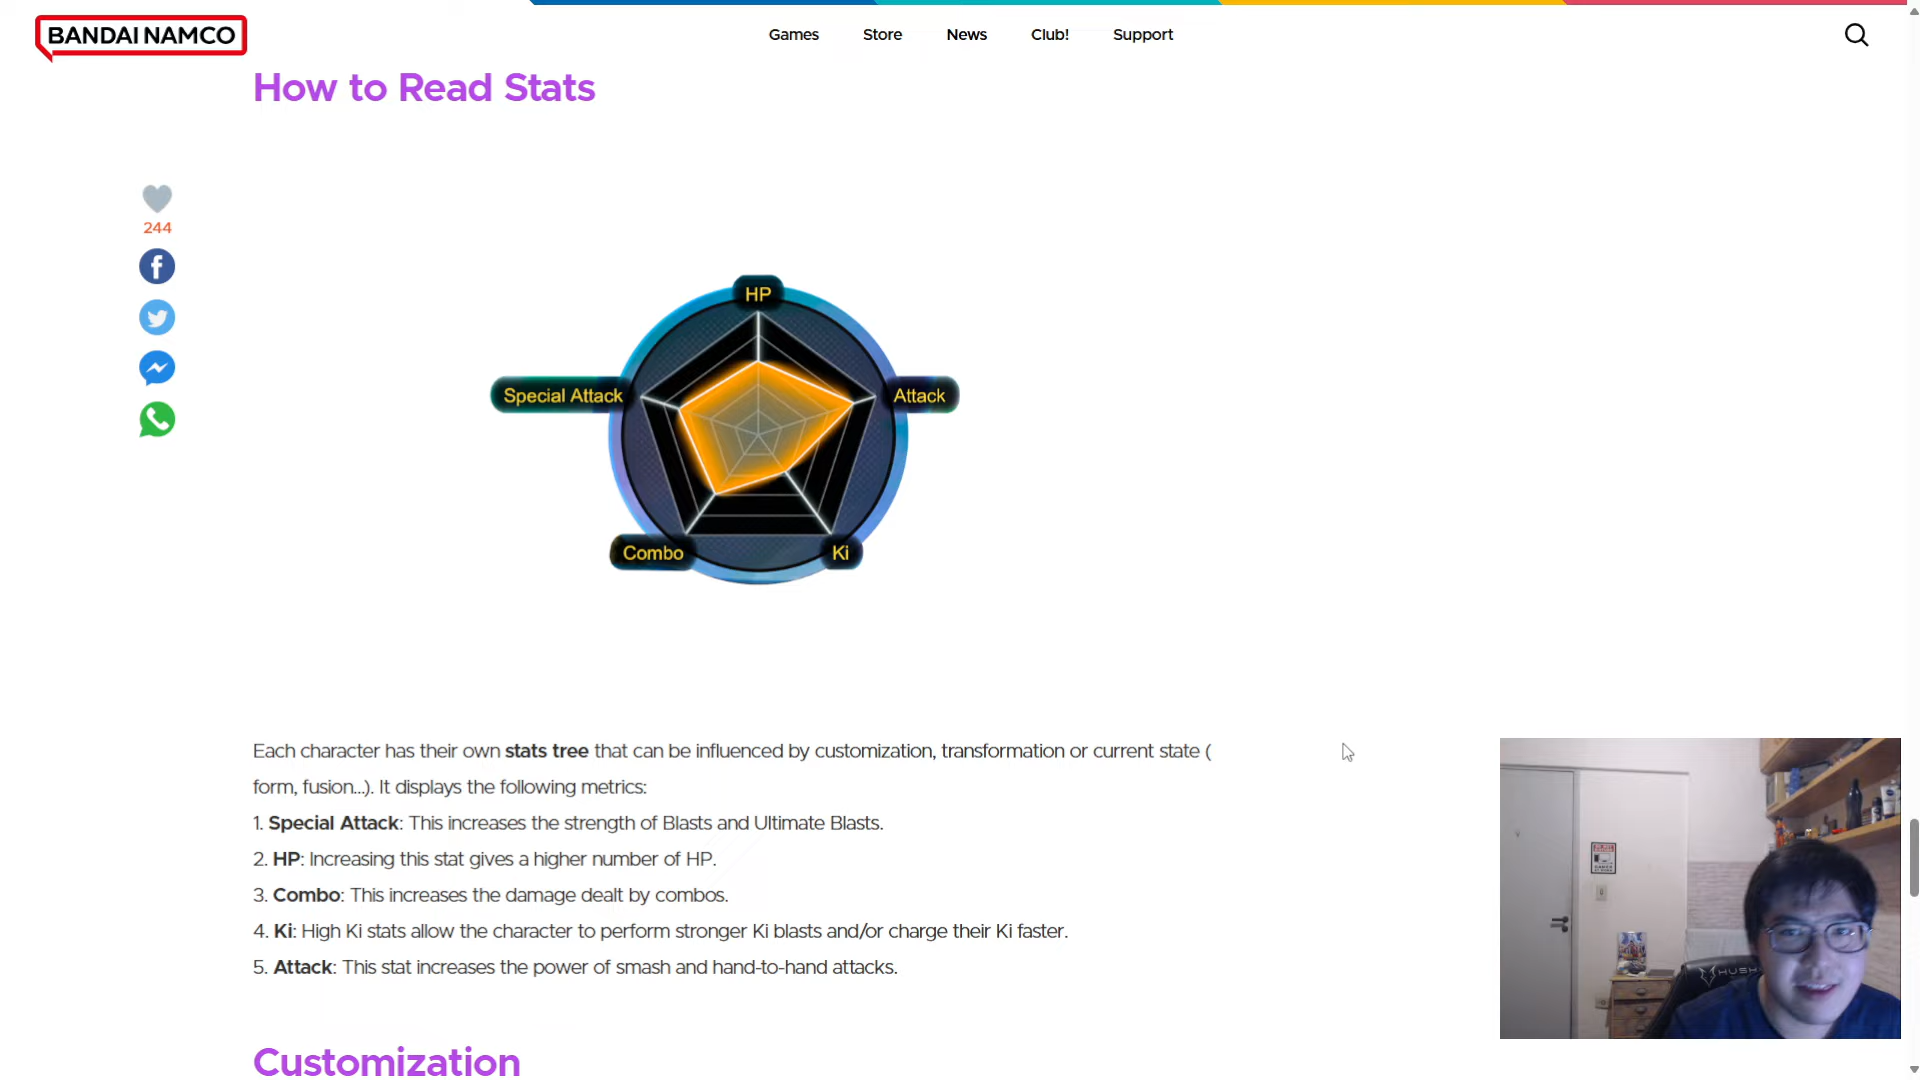 BANDAI NAMCO
Games
Store
News
Club!
Support
How to Read Stats
244
HP
Special Attack
Attack
Combo
Ki
Each character has their own stats tree that can be influenced by customization, transformation or current state (
form, fusion...). It displays the following metrics:
1. Special Attack: This increases the strength of Blasts and Ultimate Blasts.
2. HP: Increasing this stat gives a higher number of HP.
3. Combo: This increases the damage dealt by combos.
4. Ki: High Ki stats allow the character to perform stronger Ki blasts and/or charge their Ki faster.
5. Attack: This stat increases the power of smash and hand-to-hand attacks.
Customization